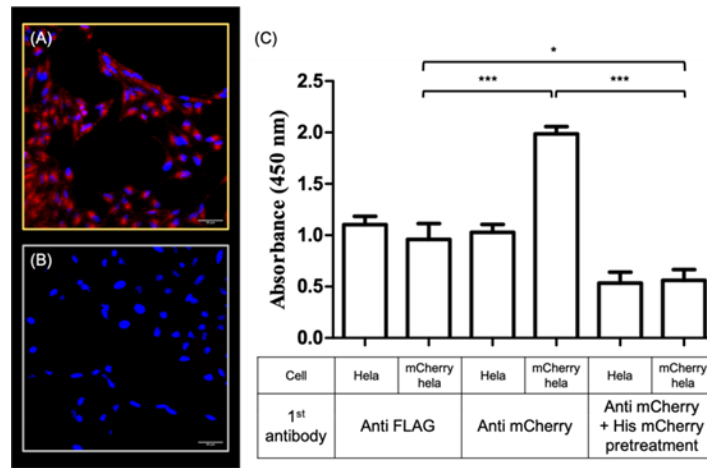 (A)
(B)
(C)
*
***
***
Absorbance (450 nm)
2.5
2.0
1.5
1.0
0.5
0.0
Cell
Hela
mCherry
hela
Hela
mCherry
hela
Hela
mCherry
hela
1st
antibody
Anti FLAG
Anti mCherry
Anti mCherry
+ His mCherry
pretreatment